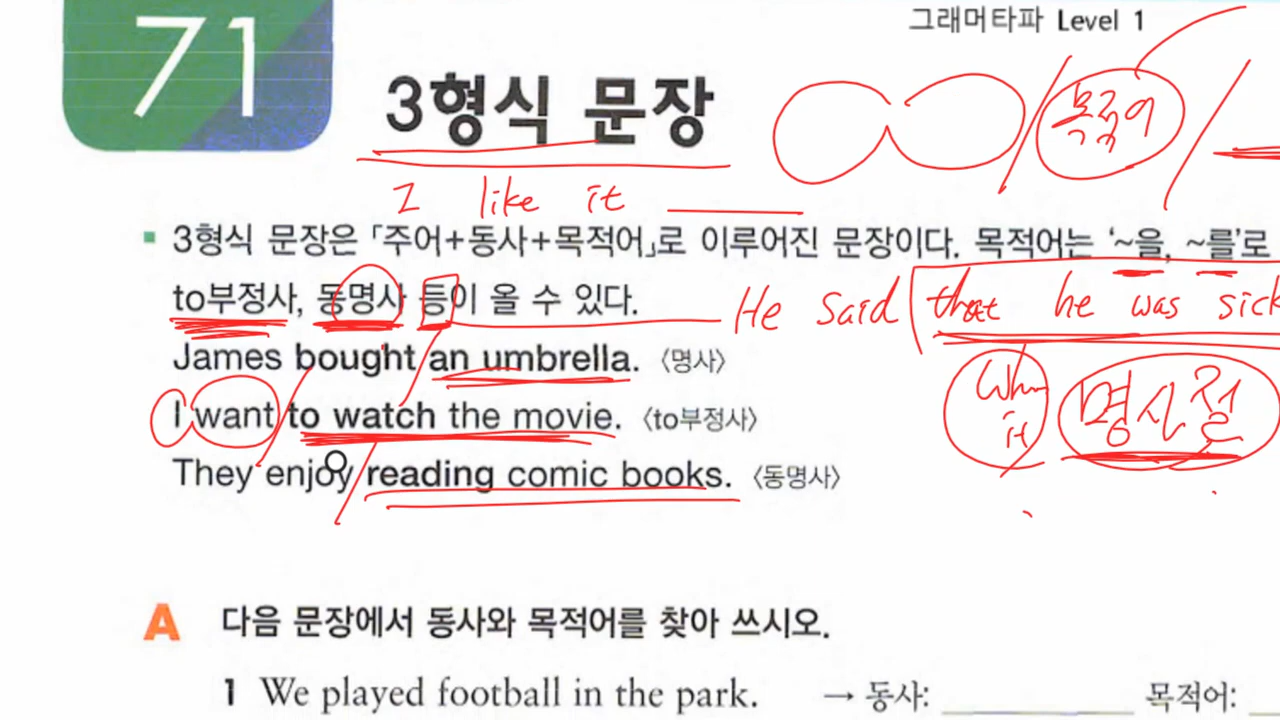 71
그래머타파 Level 1
3형식 문장
목적어
I like it
3형식 문장은 「주어+동사+목적어」로 이루어진 문장이다. 목적어는 ‘~을, ~를’로
to부정사, 동명사 등이 올 수 있다.
He said that he was sick
James bought an umbrella. 〈명사〉
I want to watch the movie. 〈to부정사〉
it 명사절
They enjoy reading comic books. 〈동명사〉
A 다음 문장에서 동사와 목적어를 찾아 쓰시오.
1 We played football in the park. → 동사: 목적어: